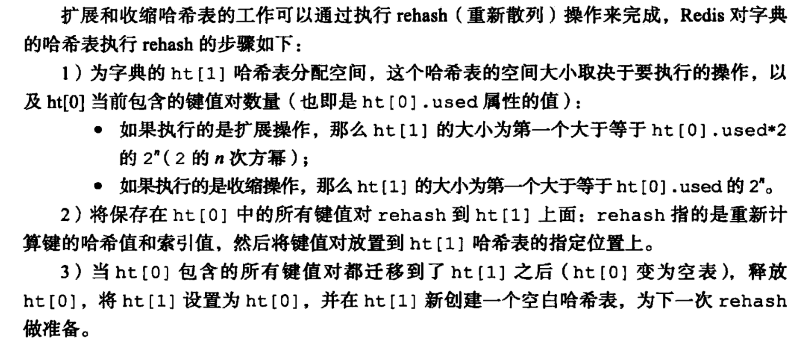 扩展和收缩哈希表的工作可以通过执行 rehash（重新散列）操作来完成，Redis 对字典
的哈希表执行 rehash 的步骤如下：
1）为字典的 ht[1] 哈希表分配空间，这个哈希表的空间大小取决于要执行的操作，以
及 ht[0] 当前包含的键值对数量（也即是 ht[0].used 属性的值）：
● 如果执行的是扩展操作，那么 ht[1] 的大小为第一个大于等于 ht[0].used*2
的 2ⁿ（2 的 n 次方幂）；
● 如果执行的是收缩操作，那么 ht[1] 的大小为第一个大于等于 ht[0].used 的 2ⁿ。
2）将保存在 ht[0] 中的所有键值对 rehash 到 ht[1] 上面：rehash 指的是重新计
算键的哈希值和索引值，然后将键值对放置到 ht[1] 哈希表的指定位置上。
3）当 ht[0] 包含的所有键值对都迁移到了 ht[1] 之后（ht[0] 变为空表），释放
ht[0]，将 ht[1] 设置为 ht[0]，并在 ht[1] 新创建一个空白哈希表，为下一次 rehash
做准备。